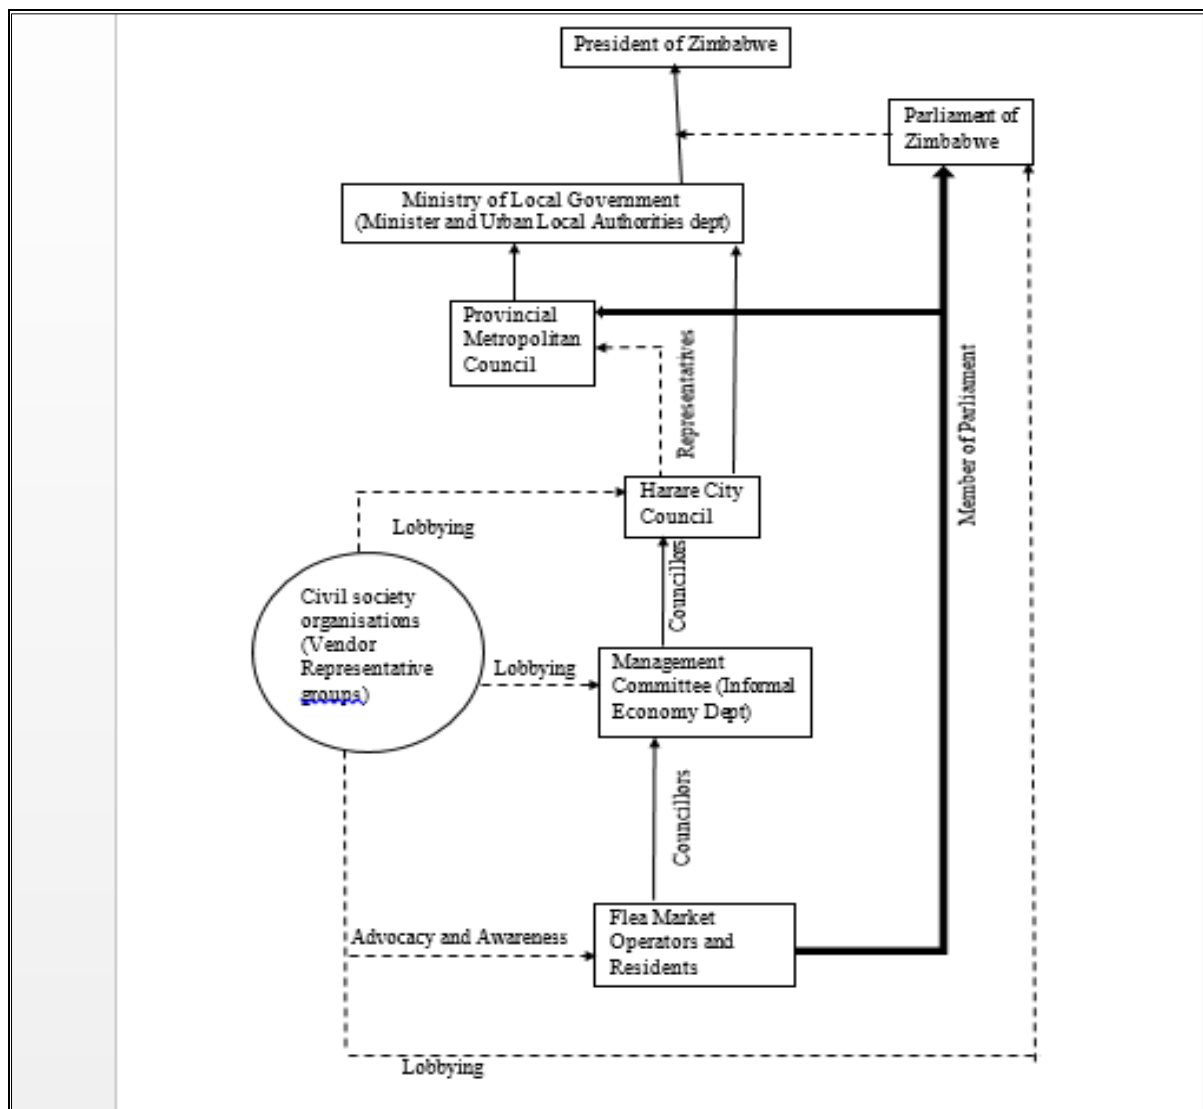 President of Zimbabwe
Parliament of
Zimbabwe
Ministry of Local Government
(Minister and Urban Local Authorities dept)
Provincial
Metropolitan
Council
Representatives
Member of Parliament
Harare City
Council
Lobbying
Councillors
Civil society
organisations
(Vendor
Representative
groups)
Lobbying
Management
Committee (Informal
Economy Dept)
Councillors
Flea Market
Operators and
Residents
Advocacy and Awareness
Lobbying